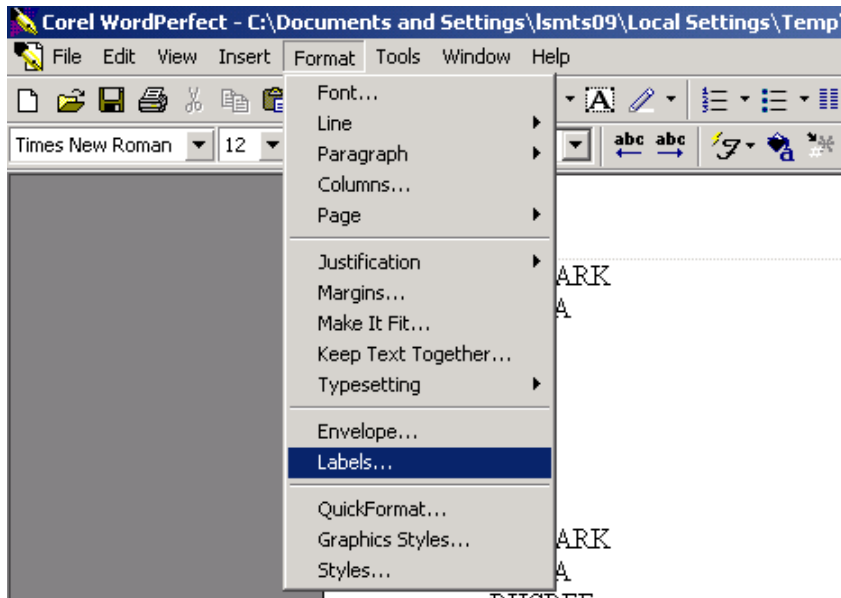 Corel WordPerfect - C:\Documents and Settings\lsmts09\Local Settings\Temp\
File Edit View Insert Format Tools Window Help
Times New Roman 12 abc abc
Font...
Line
Paragraph
Columns...
Page
Justification
Margins...
Make It Fit...
Keep Text Together...
Typesetting
Envelope...
Labels...
QuickFormat...
Graphics Styles...
Styles...
ARK
A
ARK
A